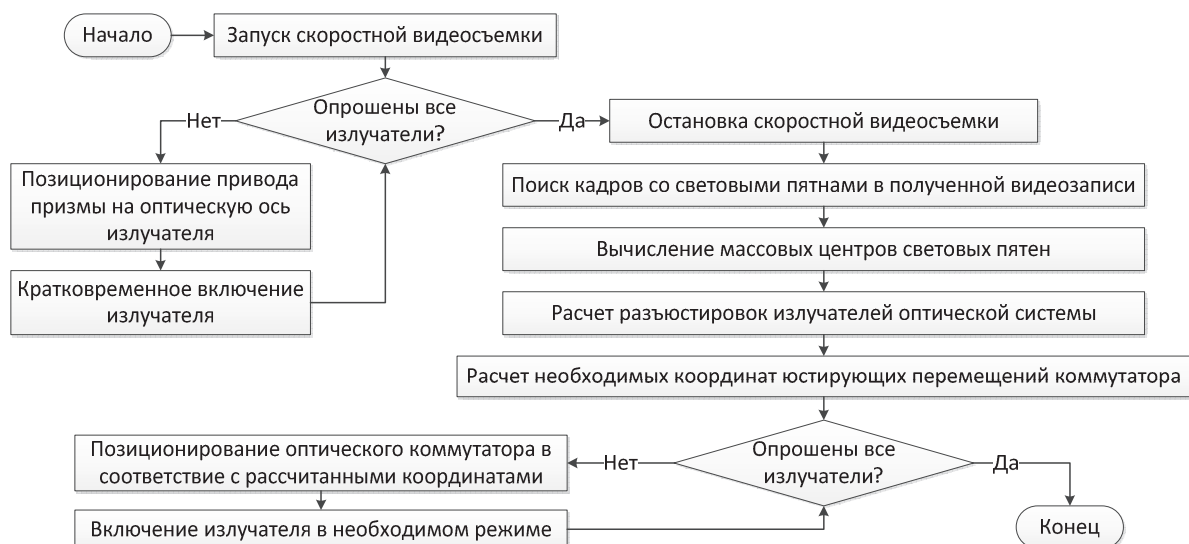 Начало
Запуск скоростной видеосъемки
Опрошены все
излучатели?
Нет
Да
Остановка скоростной видеосъемки
Позиционирование привода
призмы на оптическую ось
излучателя
Кратковременное включение
излучателя
Поиск кадров со световыми пятнами в полученной видеозаписи
Вычисление массовых центров световых пятен
Расчет разъюстировок излучателей оптической системы
Расчет необходимых координат юстирующих перемещений коммутатора
Опрошены все
излучатели?
Нет
Да
Позиционирование оптического коммутатора в
соответствие с рассчитанными координатами
Включение излучателя в необходимом режиме
Конец